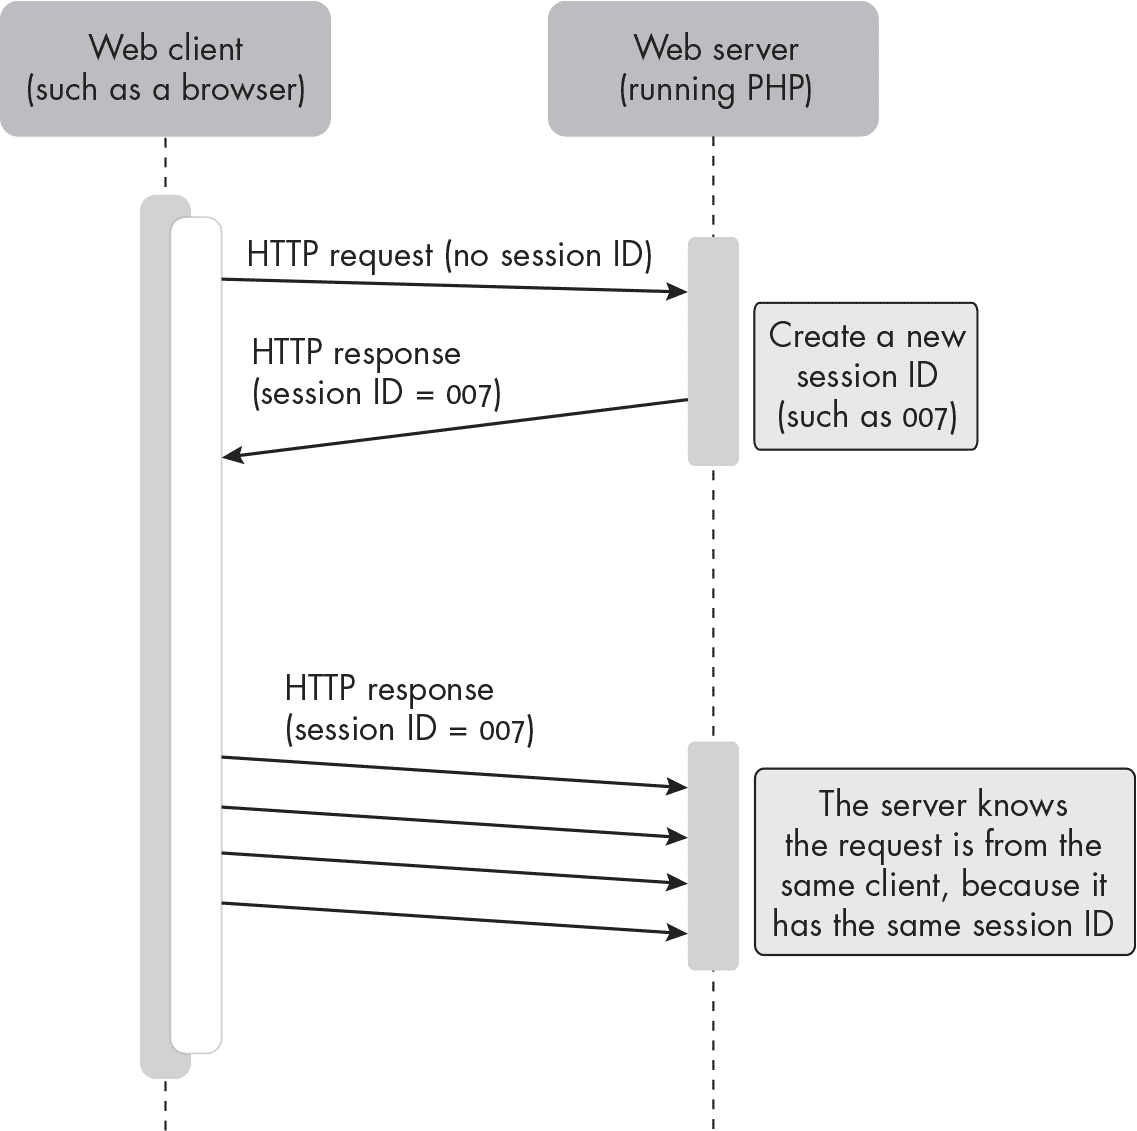 Web client
(such as a browser)
Web server
(running PHP)
HTTP request (no session ID)
Create a new
session ID
(such as 007)
HTTP response
(session ID = 007)
HTTP response
(session ID = 007)
The server knows
the request is from the
same client, because it
has the same session ID